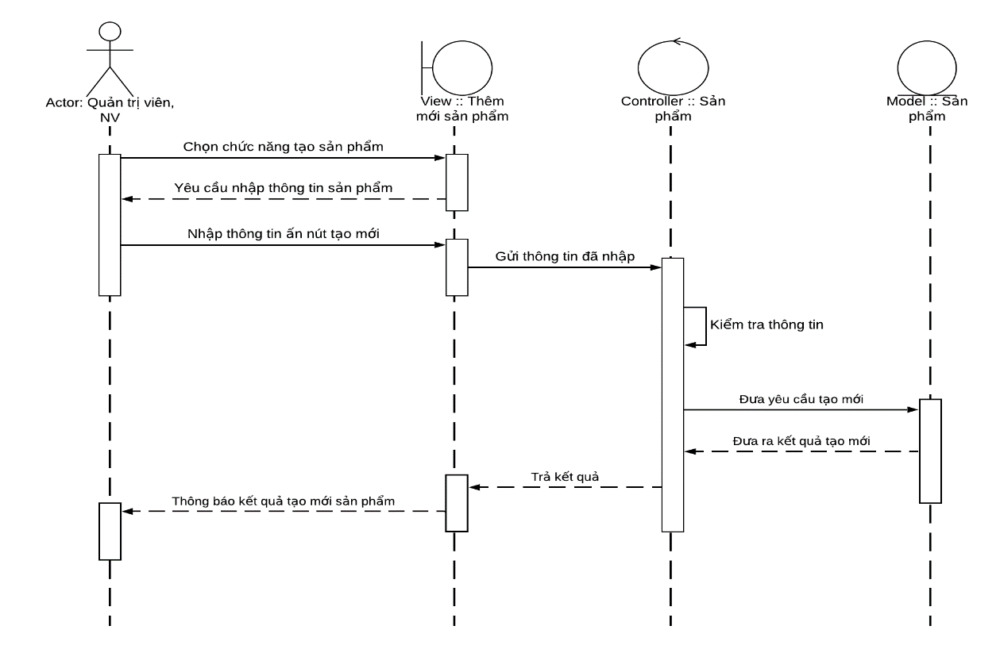 Actor: Quản trị viên,
NV
View :: Thêm
mới sản phẩm
Controller :: Sản
phẩm
Model :: Sản
phẩm
Chọn chức năng tạo sản phẩm
Yêu cầu nhập thông tin sản phẩm
Nhập thông tin ấn nút tạo mới
Gửi thông tin đã nhập
Kiểm tra thông tin
Đưa yêu cầu tạo mới
Đưa ra kết quả tạo mới
Trả kết quả
Thông báo kết quả tạo mới sản phẩm